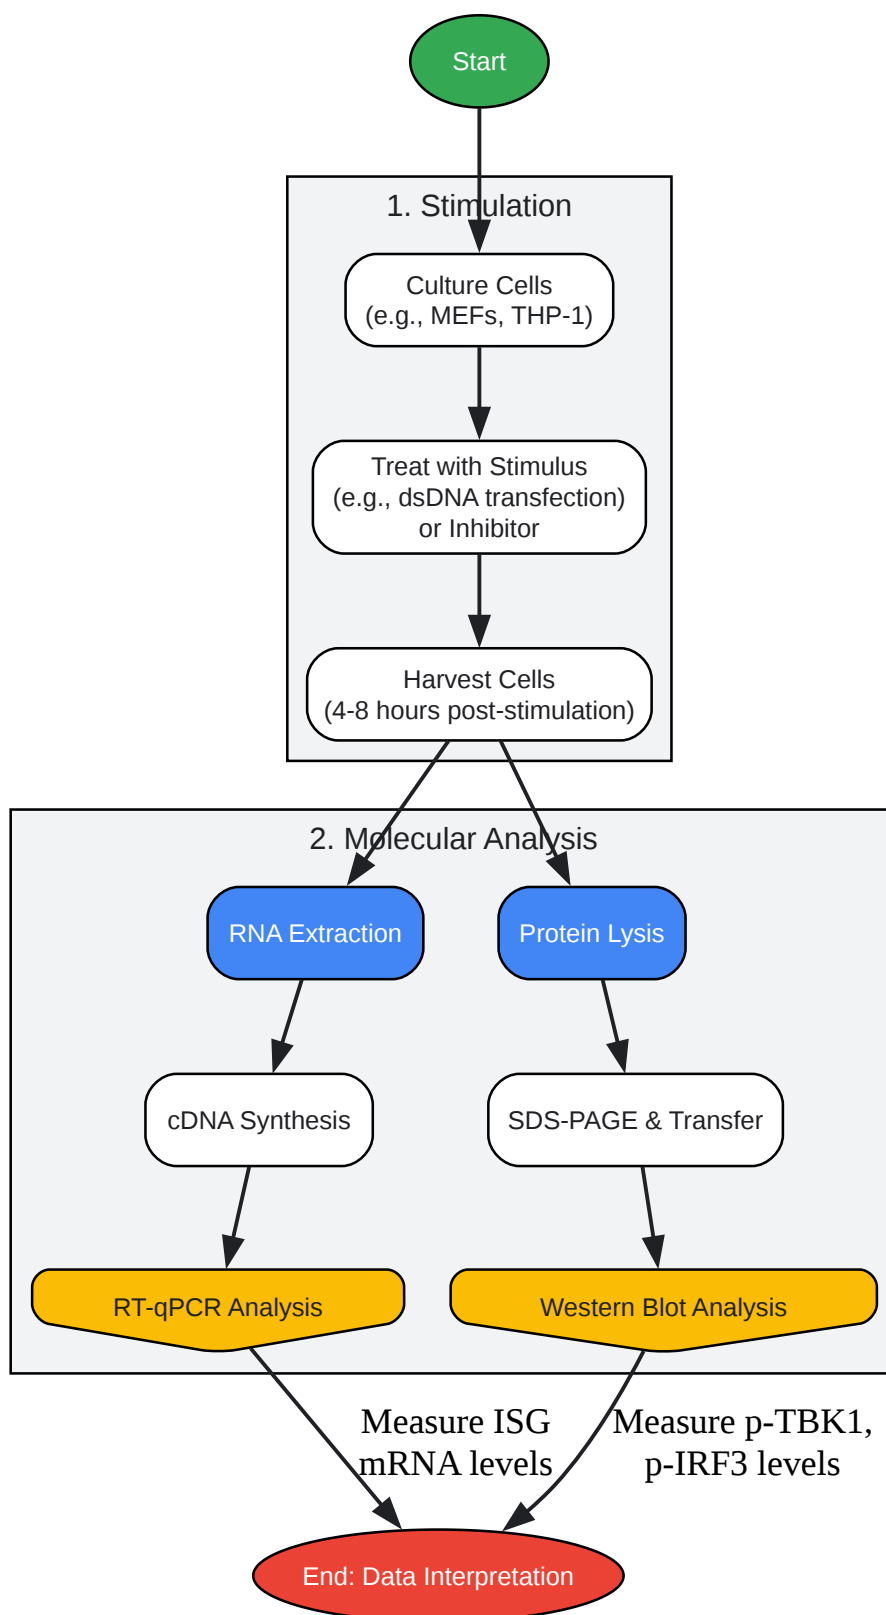 Start
1. Stimulation
Culture Cells
(e.g., MEFs, THP-1)
Treat with Stimulus
(e.g., dsDNA transfection)
or Inhibitor
Harvest Cells
(4-8 hours post-stimulation)
2. Molecular Analysis
RNA Extraction
Protein Lysis
cDNA Synthesis
SDS-PAGE & Transfer
RT-qPCR Analysis
Western Blot Analysis
Measure ISG
mRNA levels
Measure p-TBK1,
p-IRF3 levels
End: Data Interpretation